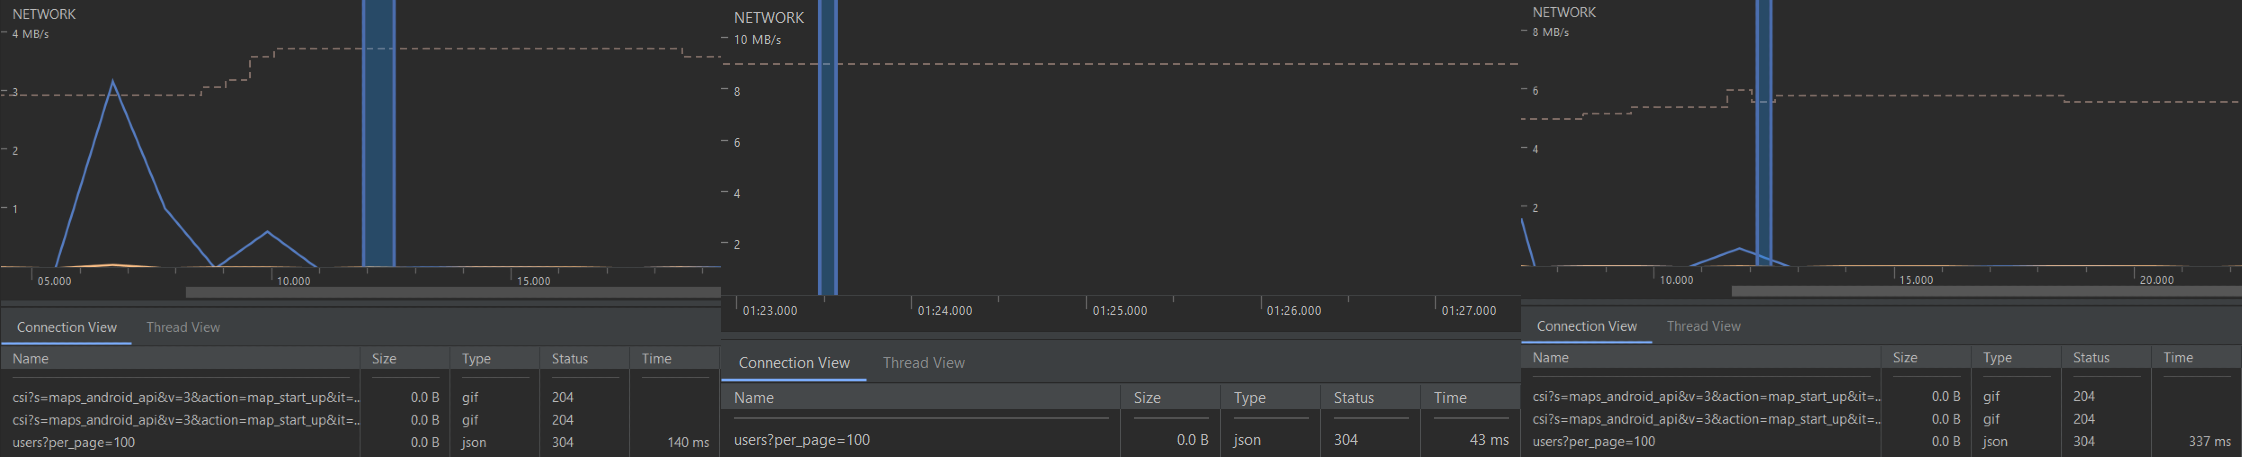 NETWORK
4 MB/s
3
2
1
05.000 10.000 15.000
Connection View Thread View
Name Size Type Status Time
csi?s=maps_android_api&v=3&action=map_start_up&it=... 0.0 B gif 204
csi?s=maps_android_api&v=3&action=map_start_up&it=... 0.0 B gif 204
users?per_page=100 0.0 B json 304 140 ms
NETWORK
10 MB/s
8
6
4
2
01:23.000 01:24.000 01:25.000 01:26.000 01:27.000
Connection View Thread View
Name Size Type Status Time
users?per_page=100 0.0 B json 304 43 ms
NETWORK
8 MB/s
6
4
2
10.000 15.000 20.000
Connection View Thread View
Name Size Type Status Time
csi?s=maps_android_api&v=3&action=map_start_up&it=... 0.0 B gif 204
csi?s=maps_android_api&v=3&action=map_start_up&it=... 0.0 B gif 204
users?per_page=100 0.0 B json 304 337 ms